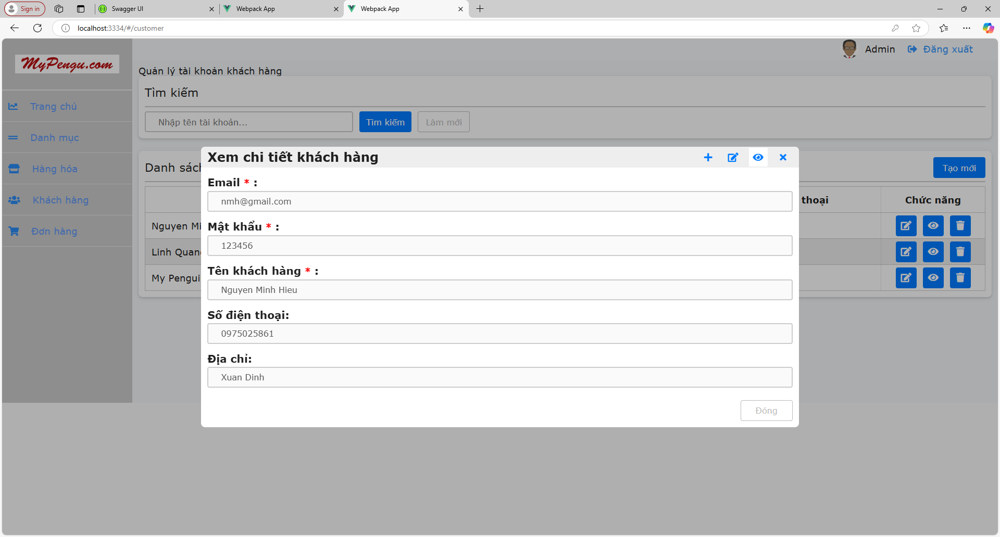 Sign in
Swagger UI
Webpack App
Webpack App
localhost:3334/#/customer
MyPengu.com
Admin
Đăng xuất
Trang chủ
Danh mục
Hàng hóa
Khách hàng
Đơn hàng
Quản lý tài khoản khách hàng
Tìm kiếm
Nhập tên tài khoản...
Tìm kiếm
Làm mới
Danh sách
Tạo mới
thoại
Chức năng
Nguyen Mi
Linh Quan
My Pengui
Xem chi tiết khách hàng
Email * :
nmh@gmail.com
Mật khẩu * :
123456
Tên khách hàng * :
Nguyen Minh Hieu
Số điện thoại:
0975025861
Địa chỉ:
Xuan Dinh
Đóng